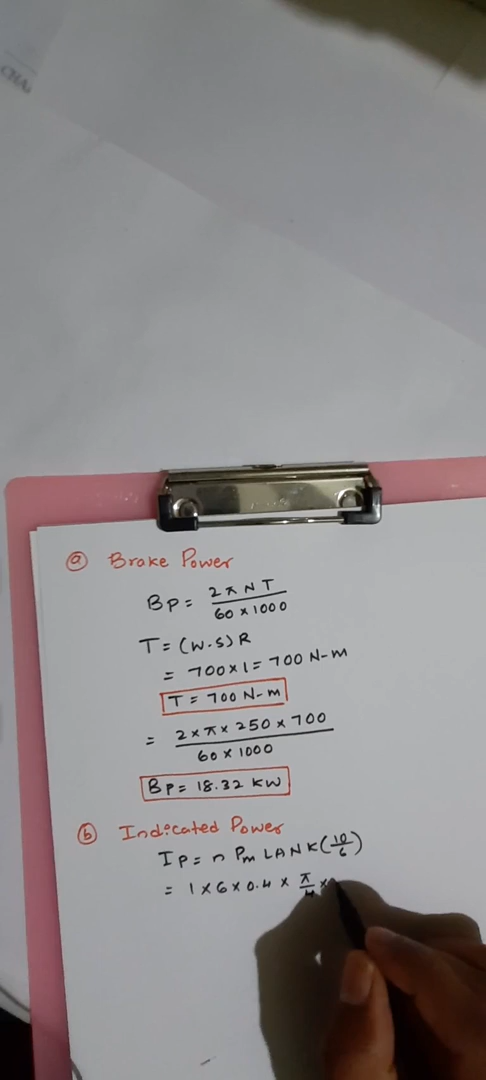 ⓐ Brake Power
BP = 2πNT / 60×1000
T = (W-S)R
= 700×1 = 700 N-m
T = 700 N-m
= 2×π×250×700 / 60×1000
BP = 18.32 KW
ⓑ Indicated Power
IP = n Pm LANK(10/6)
= 1×6×0.4× π/4 ×